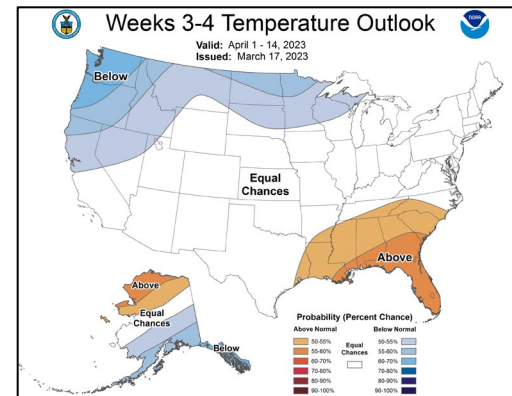 Weeks 3-4 Temperature Outlook
Valid: April 1 - 14, 2023
Issued: March 17, 2023
NOAA
Below
Equal
Chances
Above
Above
Equal
Chances
Below
Probability (Percent Chance)
Above Normal
Below Normal
Equal
Chances
50-55% 50-55%
55-60% 55-60%
60-70% 60-70%
70-80% 70-80%
80-90% 80-90%
90-100% 90-100%